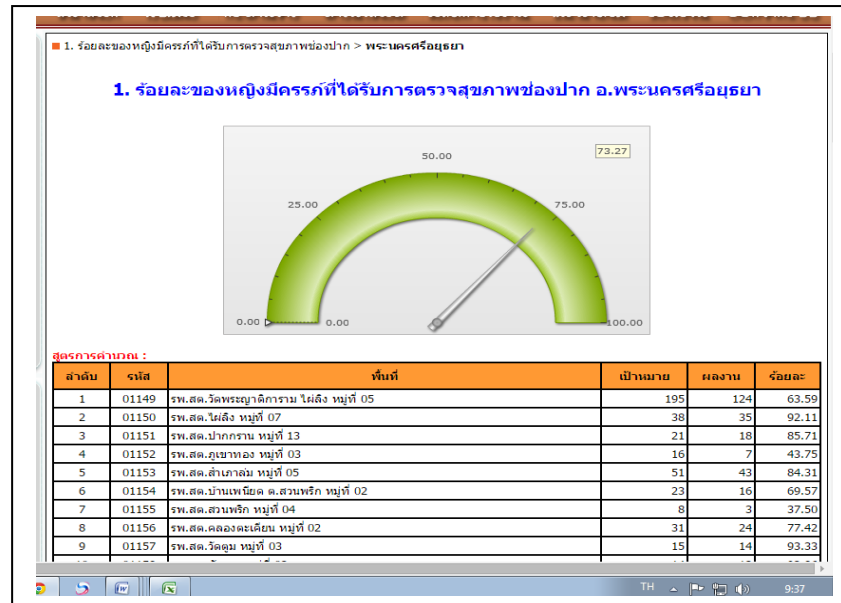 1. ร้อยละของหญิงมีครรภ์ที่ได้รับการตรวจสุขภาพช่องปาก > พระนครศรีอยุธยา
1. ร้อยละของหญิงมีครรภ์ที่ได้รับการตรวจสุขภาพช่องปาก อ.พระนครศรีอยุธยา
50.00
73.27
25.00
75.00
0.00
0.00
100.00
สูตรการคำนวณ :
ลำดับ รหัส พื้นที่ เป้าหมาย ผลงาน ร้อยละ
1 01149 รพ.สต.วัดพระญาติการาม ไผ่ลิง หมู่ที่ 05 195 124 63.59
2 01150 รพ.สต.ไผ่ลิง หมู่ที่ 07 38 35 92.11
3 01151 รพ.สต.ปากกราน หมู่ที่ 13 21 18 85.71
4 01152 รพ.สต.ภูเขาทอง หมู่ที่ 03 16 7 43.75
5 01153 รพ.สต.สำเภาล่ม หมู่ที่ 05 51 43 84.31
6 01154 รพ.สต.บ้านเพนียด ต.สวนพริก หมู่ที่ 02 23 16 69.57
7 01155 รพ.สต.สวนพริก หมู่ที่ 04 8 3 37.50
8 01156 รพ.สต.คลองตะเคียน หมู่ที่ 02 31 24 77.42
9 01157 รพ.สต.วัดตูม หมู่ที่ 03 15 14 93.33
TH 9:37